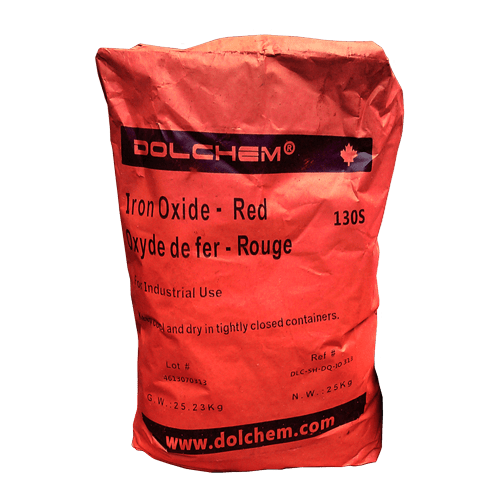 DOLCHEM®
Iron Oxide - Red
130S
Oxyde de fer - Rouge
For Industrial Use
and dry in tightly closed containers.
Lot #
Ref #
G.W.: 25.23Kg
N.W.: 25Kg
www.dolchem.com